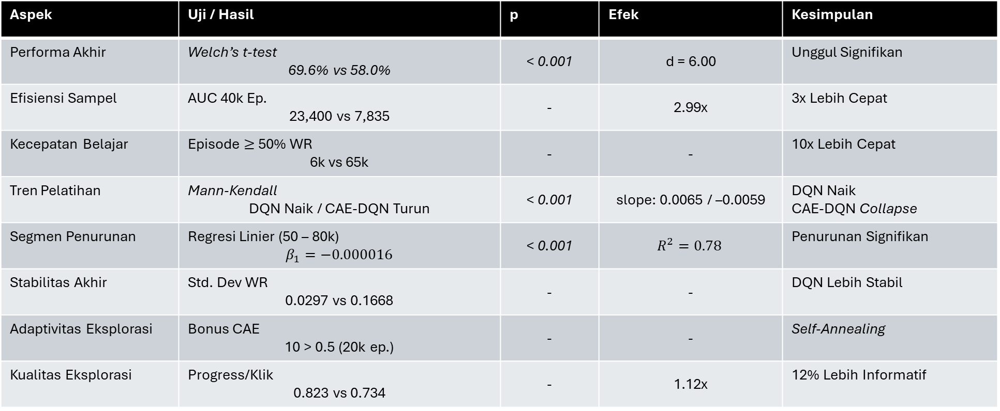 Aspek Uji / Hasil p Efek Kesimpulan
Performa Akhir Welch’s t-test
69.6% vs 58.0% < 0.001 d = 6.00 Unggul Signifikan
Efisiensi Sampel AUC 40k Ep.
23,400 vs 7,835 - 2.99x 3x Lebih Cepat
Kecepatan Belajar Episode ≥ 50% WR
6k vs 65k - - 10x Lebih Cepat
Tren Pelatihan Mann-Kendall
DQN Naik / CAE-DQN Turun < 0.001 slope: 0.0065 / –0.0059 DQN Naik
CAE-DQN Collapse
Segmen Penurunan Regresi Linier (50 – 80k)
β₁ = −0.000016 < 0.001 R² = 0.78 Penurunan Signifikan
Stabilitas Akhir Std. Dev WR
0.0297 vs 0.1668 - - DQN Lebih Stabil
Adaptivitas Eksplorasi Bonus CAE
10 > 0.5 (20k ep.) - - Self-Annealing
Kualitas Eksplorasi Progress/Klik
0.823 vs 0.734 - 1.12x 12% Lebih Informatif